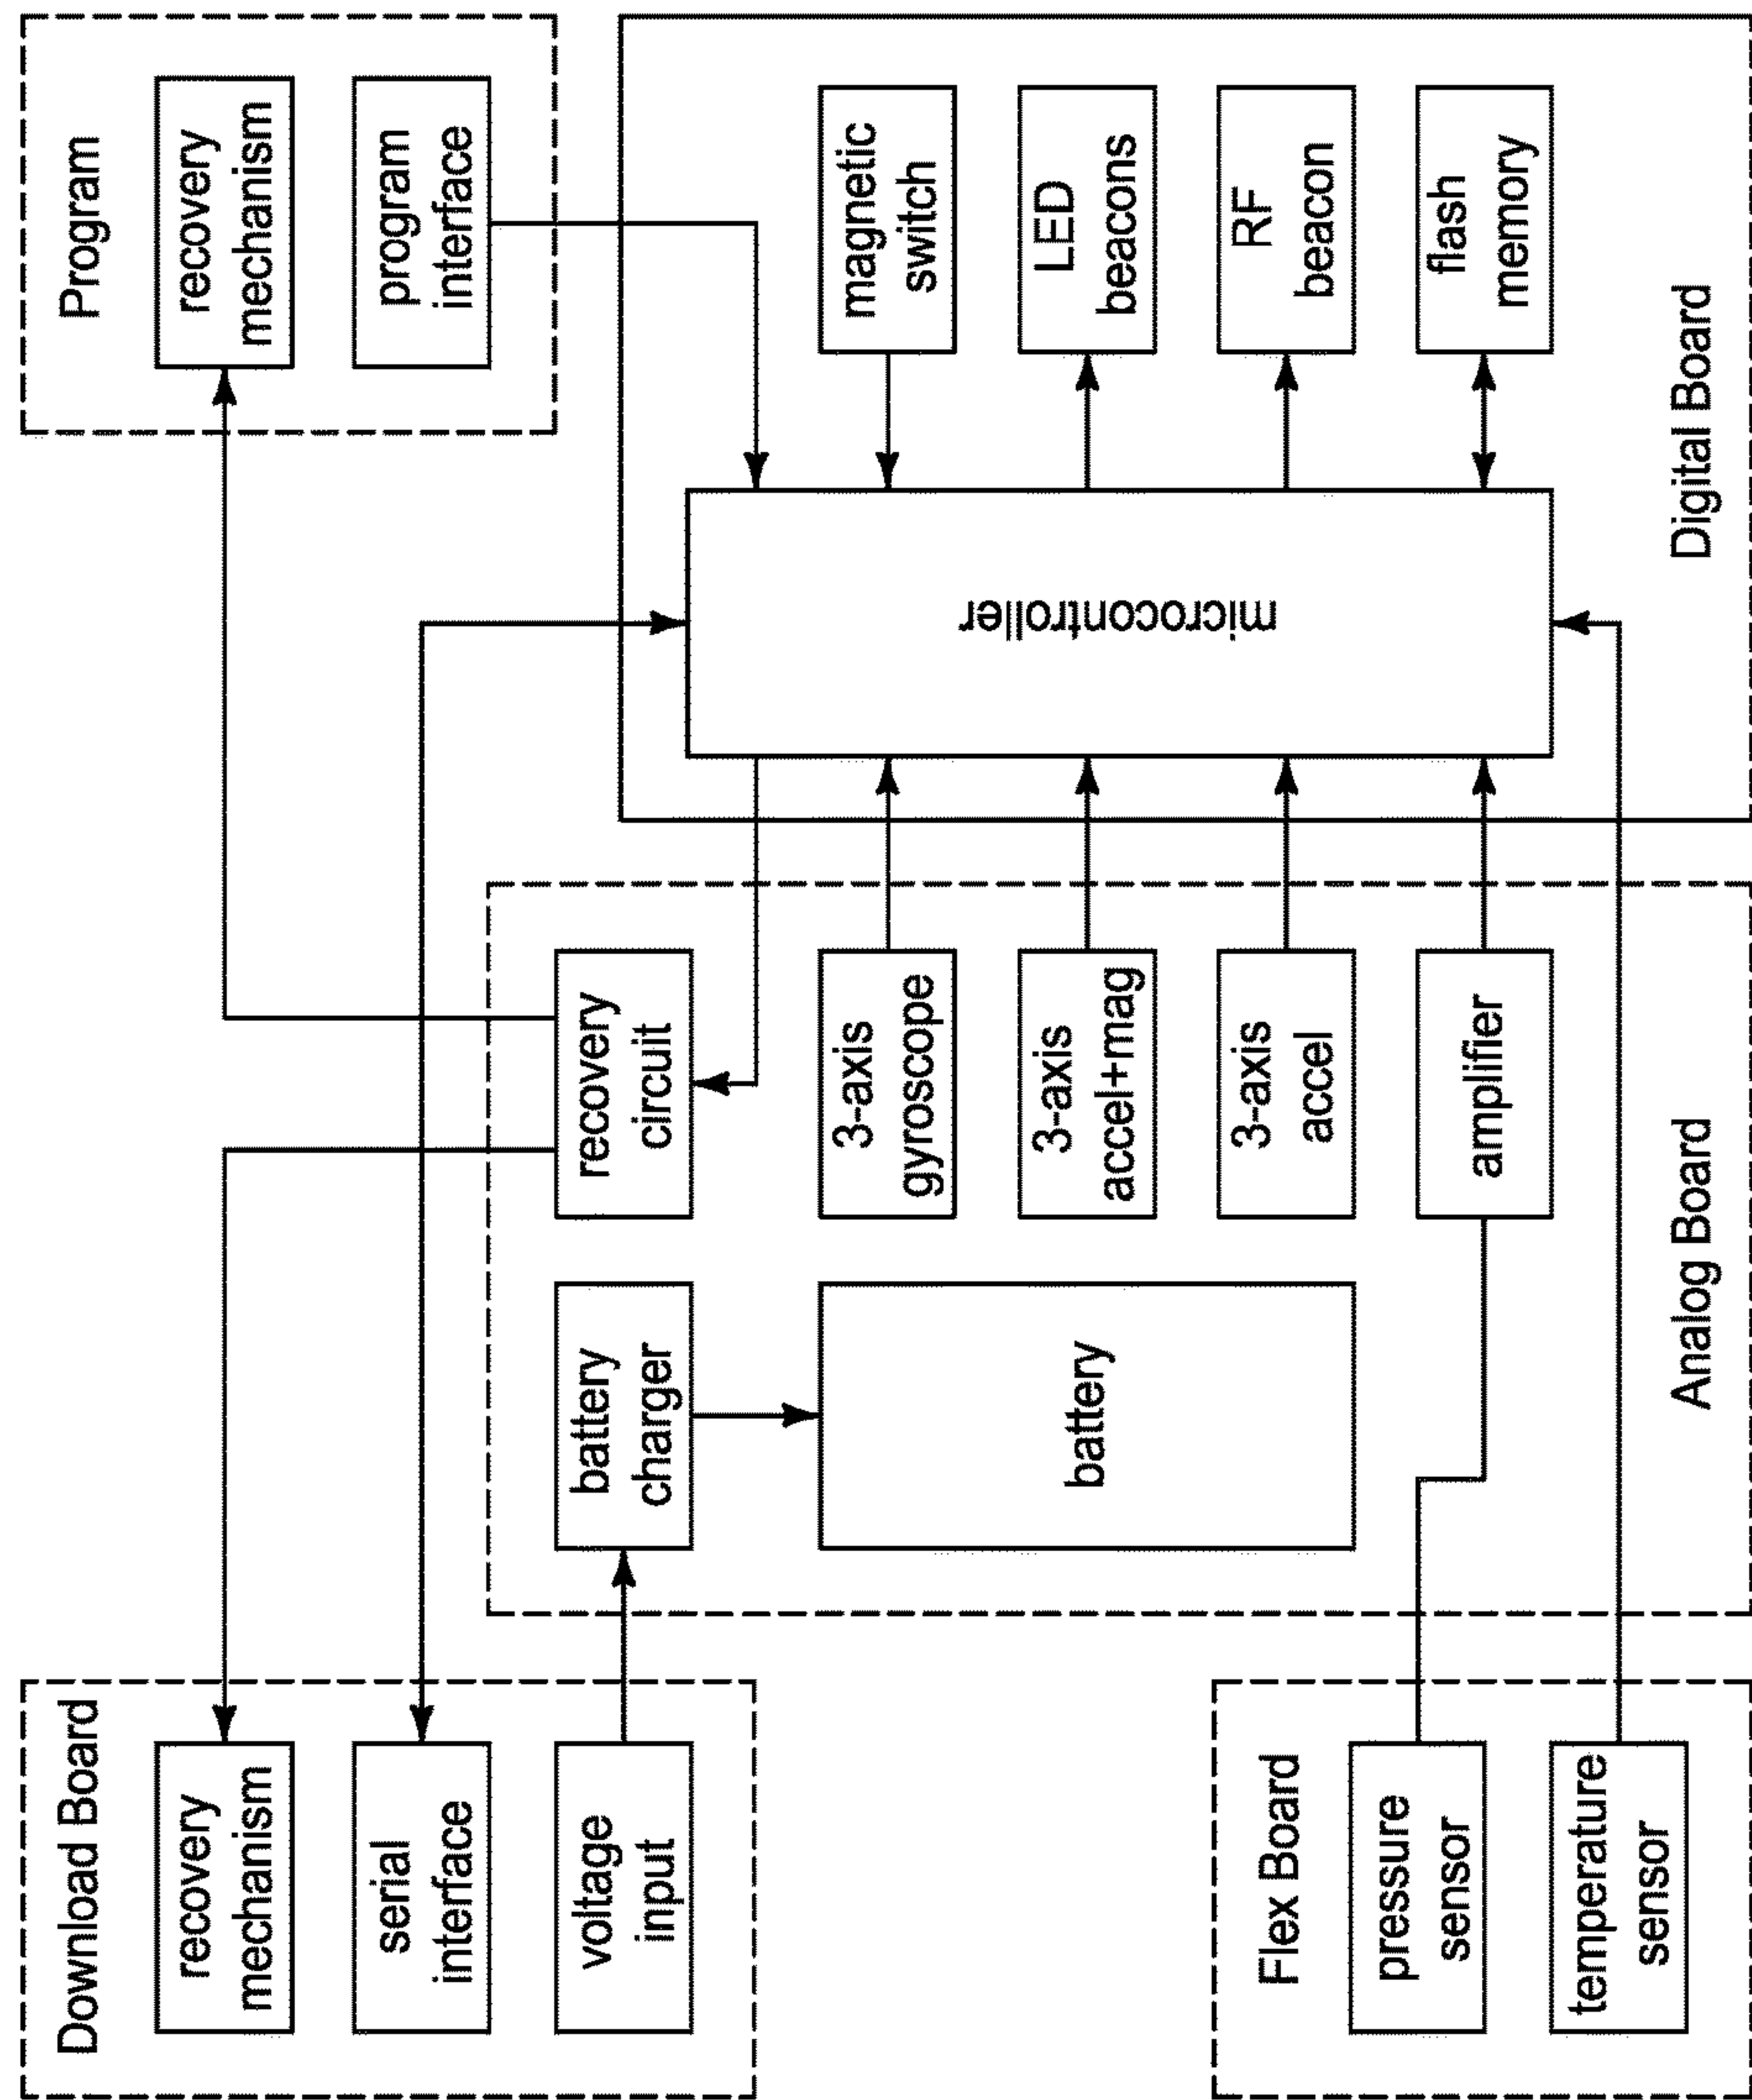 Download Board
recovery
mechanism
serial
interface
voltage
input
Flex Board
pressure
sensor
temperature
sensor
battery
charger
battery
recovery
circuit
3-axis
gyroscope
3-axis
accel+mag
3-axis
accel
amplifier
Analog Board
microcontroller
magnetic
switch
LED
beacons
RF
beacon
flash
memory
Digital Board
Program
recovery
mechanism
program
interface